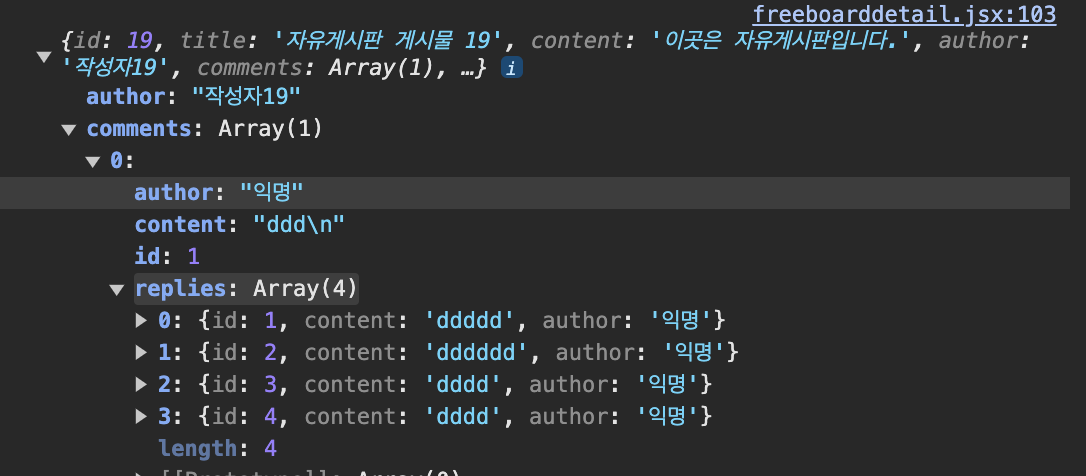 freeboarddetail.jsx:103
{id: 19, title: '자유게시판 게시물 19', content: '이곳은 자유게시판입니다.', author:
'작성자19', comments: Array(1), …} i
author: "작성자19"
comments: Array(1)
0:
author: "익명"
content: "ddd\n"
id: 1
replies: Array(4)
0: {id: 1, content: 'ddddd', author: '익명'}
1: {id: 2, content: 'dddddd', author: '익명'}
2: {id: 3, content: 'dddd', author: '익명'}
3: {id: 4, content: 'dddd', author: '익명'}
length: 4
[[Prototype]]: Array(0)